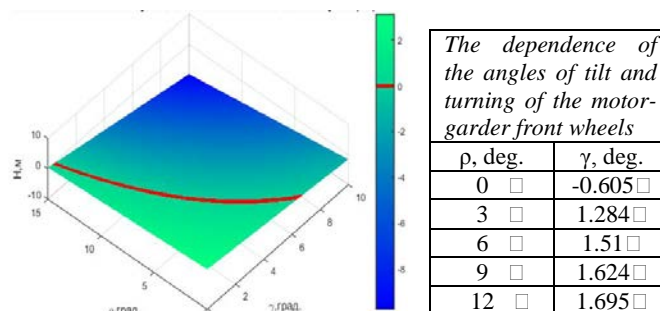 10
0
-10
Н,м
15
10
5
2
4
6
8
10
γ,град.
2
0
-2
-4
-6
-8
The dependence of
the angles of tilt and
turning of the motor-
garder front wheels
ρ, deg. γ, deg.
0 □ -0.605□
3 □ 1.284□
6 □ 1.51□
9 □ 1.624□
12 □ 1.695□